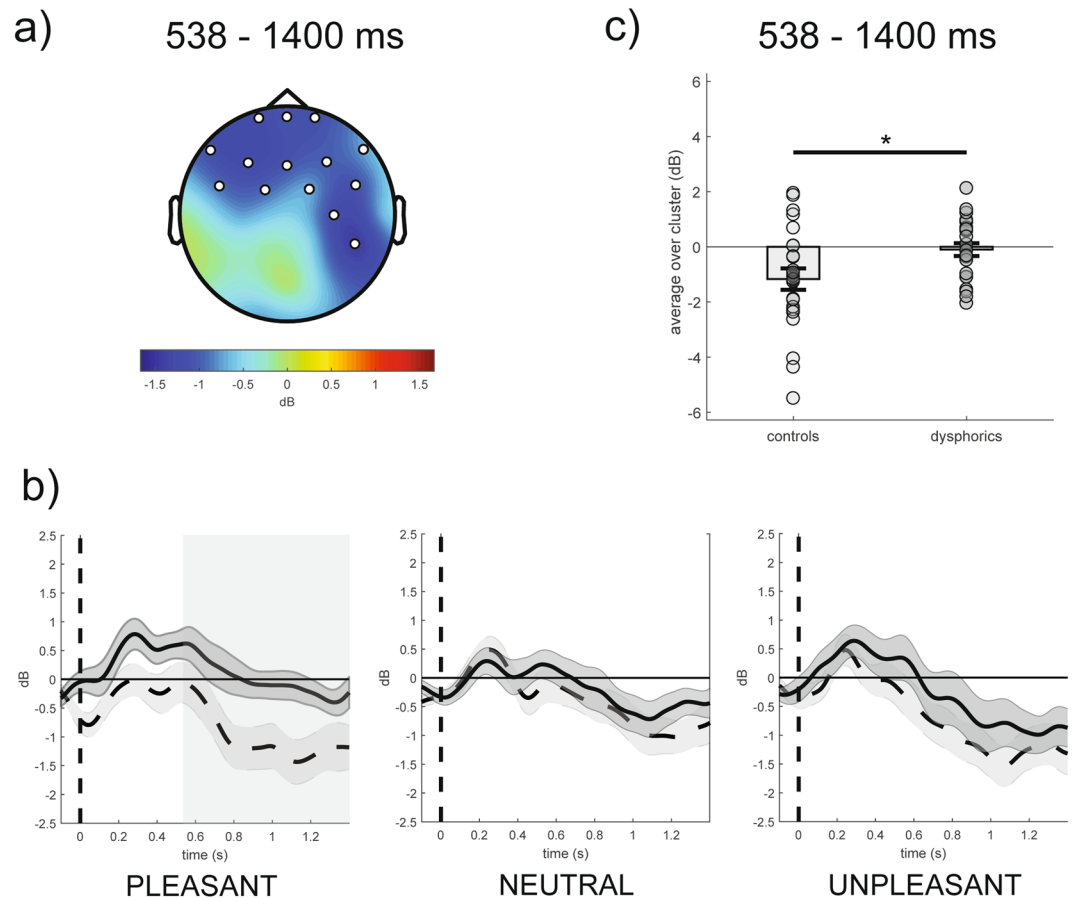 a)
538 - 1400 ms
-1.5 -1 -0.5 0 0.5 1 1.5
dB
c)
538 - 1400 ms
average over cluster (dB)
6
4
2
0
-2
-4
-6
*
controls dysphorics
b)
dB
2.5
2
1.5
1
0.5
0
-0.5
-1
-1.5
-2
-2.5
0 0.2 0.4 0.6 0.8 1 1.2
time (s)
PLEASANT
dB
2.5
2
1.5
1
0.5
0
-0.5
-1
-1.5
-2
-2.5
0 0.2 0.4 0.6 0.8 1 1.2
time (s)
NEUTRAL
dB
2.5
2
1.5
1
0.5
0
-0.5
-1
-1.5
-2
-2.5
0 0.2 0.4 0.6 0.8 1 1.2
time (s)
UNPLEASANT